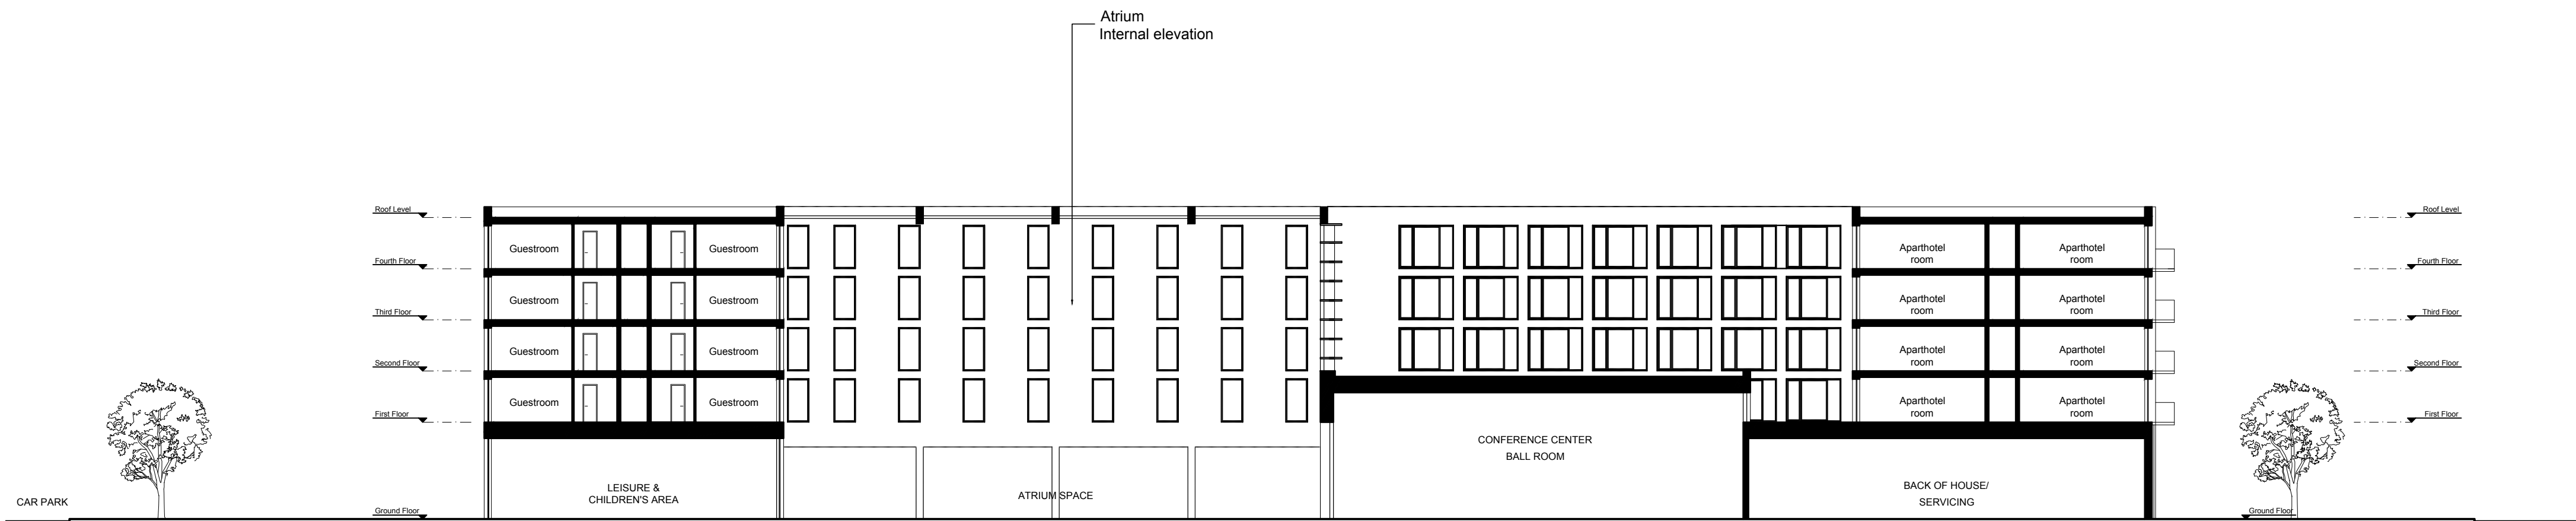 Atrium
Internal elevation
Roof Level
Roof Level
Guestroom
Guestroom
Aparthotel
room
Aparthotel
room
Fourth Floor
Fourth Floor
Guestroom
Guestroom
Aparthotel
room
Aparthotel
room
Third Floor
Third Floor
Guestroom
Guestroom
Aparthotel
room
Aparthotel
room
Second Floor
Second Floor
Guestroom
Guestroom
Aparthotel
room
Aparthotel
room
First Floor
First Floor
CONFERENCE CENTER
BALL ROOM
LEISURE &
CHILDREN'S AREA
ATRIUM SPACE
BACK OF HOUSE/
SERVICING
CAR PARK
Ground Floor
Ground Floor